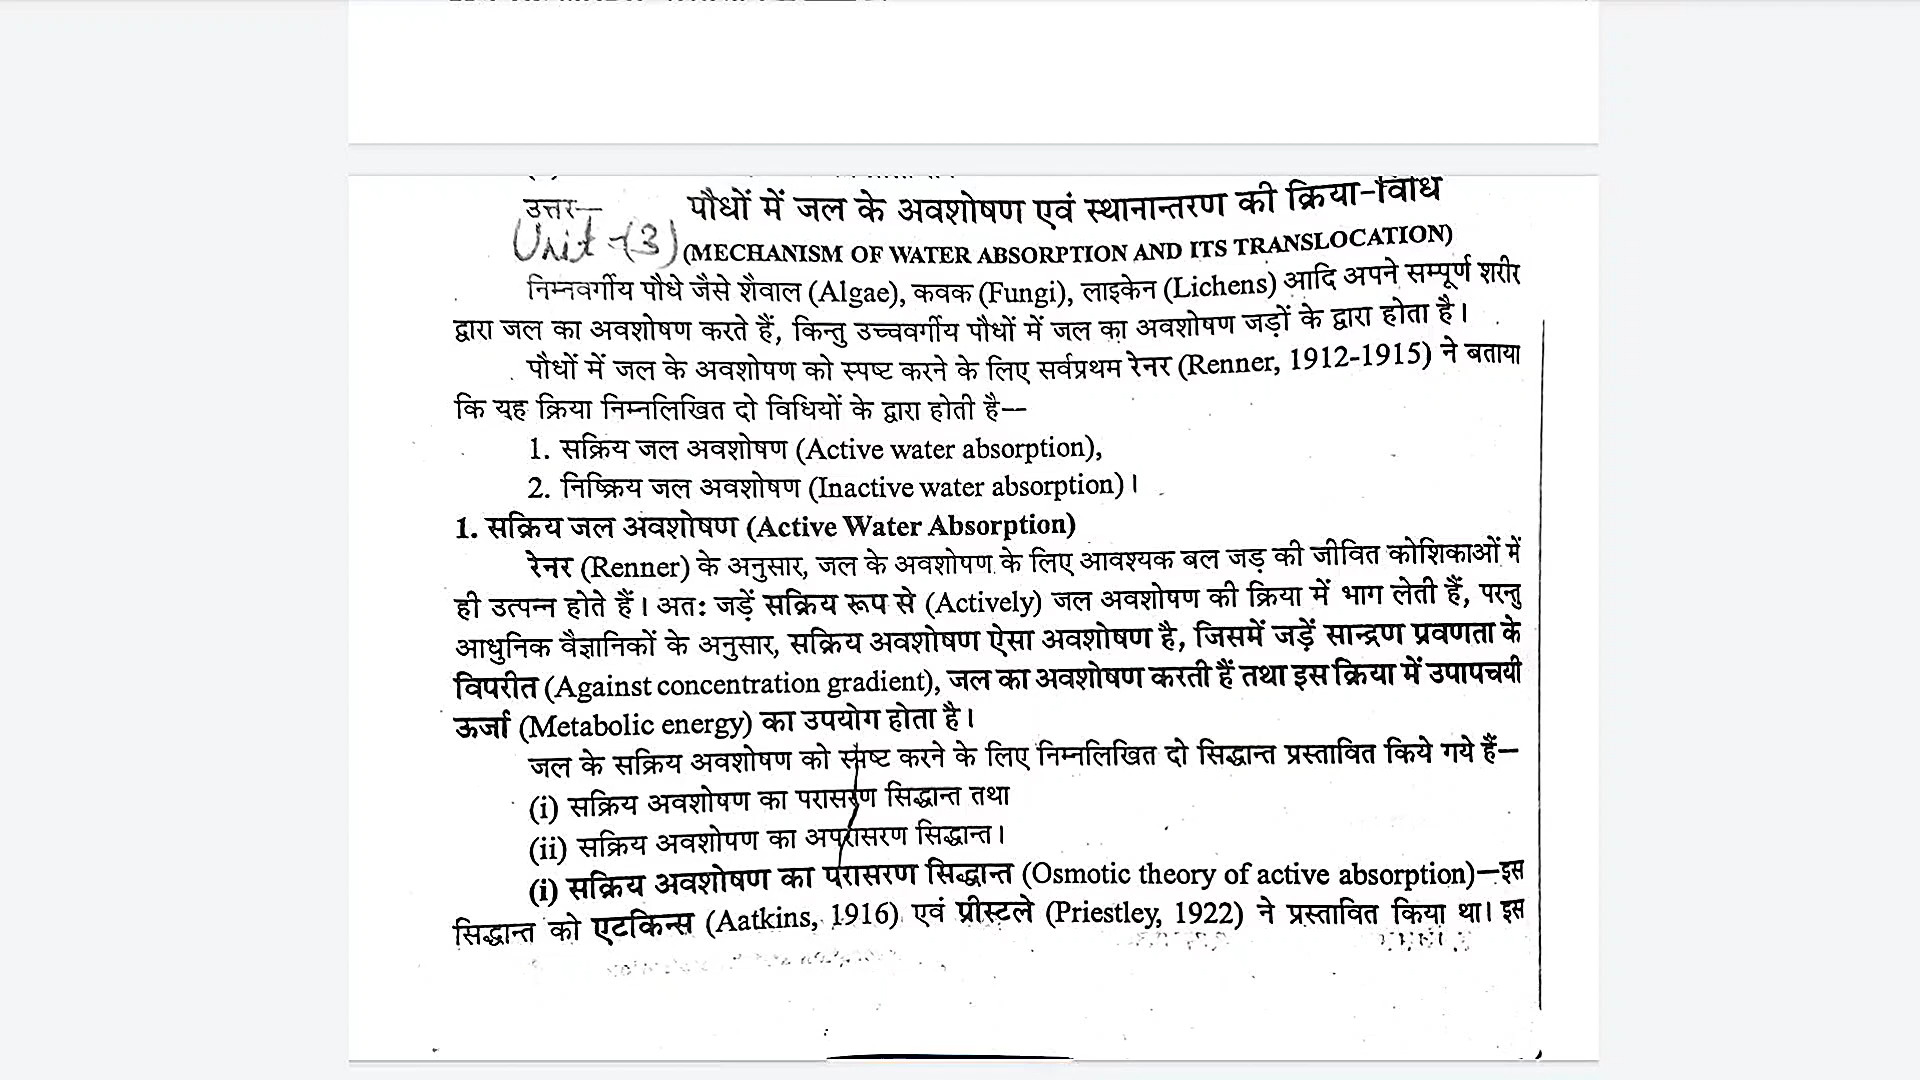 उत्तर—
पौधों में जल के अवशोषण एवं स्थानान्तरण की क्रिया-विधि
Unit-(3)
(MECHANISM OF WATER ABSORPTION AND ITS TRANSLOCATION)
निम्नवर्गीय पौधे जैसे शैवाल (Algae), कवक (Fungi), लाइकेन (Lichens) आदि अपने सम्पूर्ण शरीर
द्वारा जल का अवशोषण करते हैं, किन्तु उच्चवर्गीय पौधों में जल का अवशोषण जड़ों के द्वारा होता है।
पौधों में जल के अवशोषण को स्पष्ट करने के लिए सर्वप्रथम रेनर (Renner, 1912-1915) ने बताया
कि यह क्रिया निम्नलिखित दो विधियों के द्वारा होती है—
1. सक्रिय जल अवशोषण (Active water absorption),
2. निष्क्रिय जल अवशोषण (Inactive water absorption)।
1. सक्रिय जल अवशोषण (Active Water Absorption)
रेनर (Renner) के अनुसार, जल के अवशोषण के लिए आवश्यक बल जड़ की जीवित कोशिकाओं में
ही उत्पन्न होते हैं। अतः जड़ें सक्रिय रूप से (Actively) जल अवशोषण की क्रिया में भाग लेती हैं, परन्तु
आधुनिक वैज्ञानिकों के अनुसार, सक्रिय अवशोषण ऐसा अवशोषण है, जिसमें जड़ें सान्द्रण प्रवणता के
विपरीत (Against concentration gradient), जल का अवशोषण करती हैं तथा इस क्रिया में उपापचयी
ऊर्जा (Metabolic energy) का उपयोग होता है।
जल के सक्रिय अवशोषण को स्पष्ट करने के लिए निम्नलिखित दो सिद्धान्त प्रस्तावित किये गये हैं—
(i) सक्रिय अवशोषण का परासरण सिद्धान्त तथा
(ii) सक्रिय अवशोषण का अपरासरण सिद्धान्त।
(i) सक्रिय अवशोषण का परासरण सिद्धान्त (Osmotic theory of active absorption)—इस
सिद्धान्त को एटकिन्स (Aatkins, 1916) एवं प्रीस्टले (Priestley, 1922) ने प्रस्तावित किया था। इस